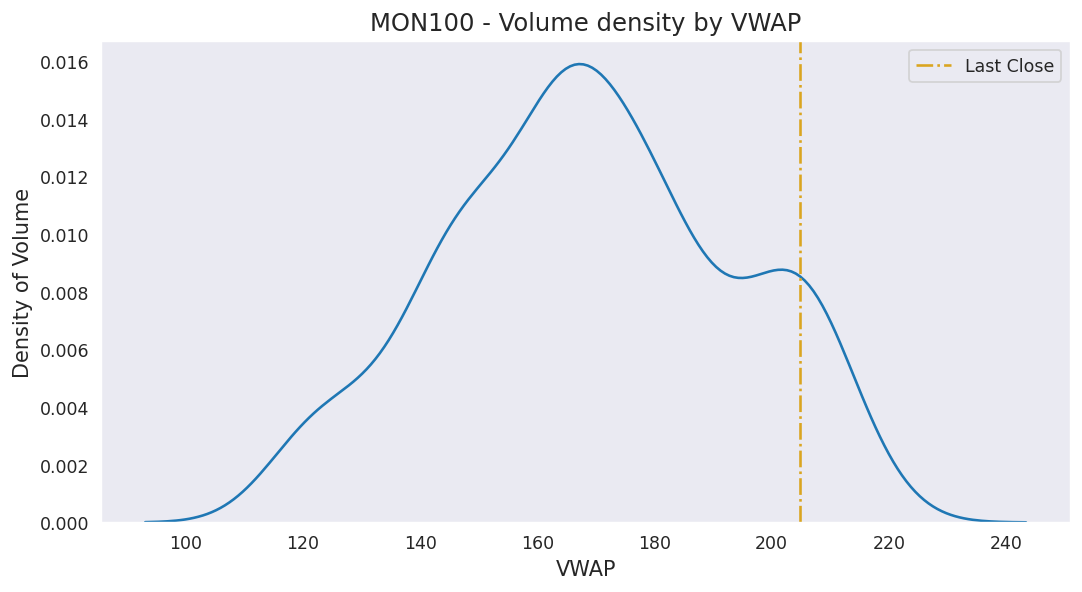 MON100 - Volume density by VWAP
Last Close
Density of Volume
0.016
0.014
0.012
0.010
0.008
0.006
0.004
0.002
0.000
100 120 140 160 180 200 220 240
VWAP